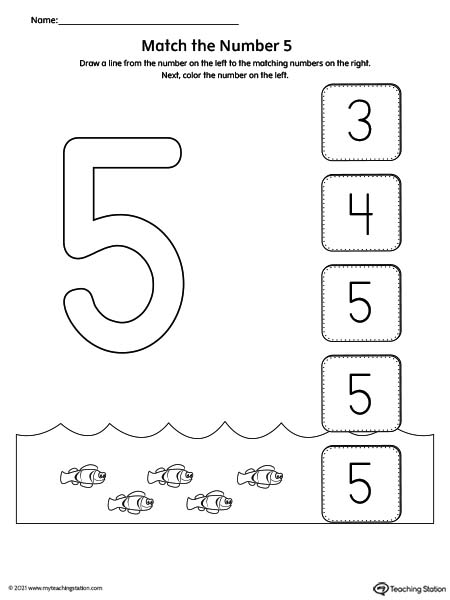 Name:
Match the Number 5
Draw a line from the number on the left to the matching numbers on the right.
Next, color the number on the left.
5
3
4
5
5
5
© 2021 www.myteachingstation.com
Teaching Station